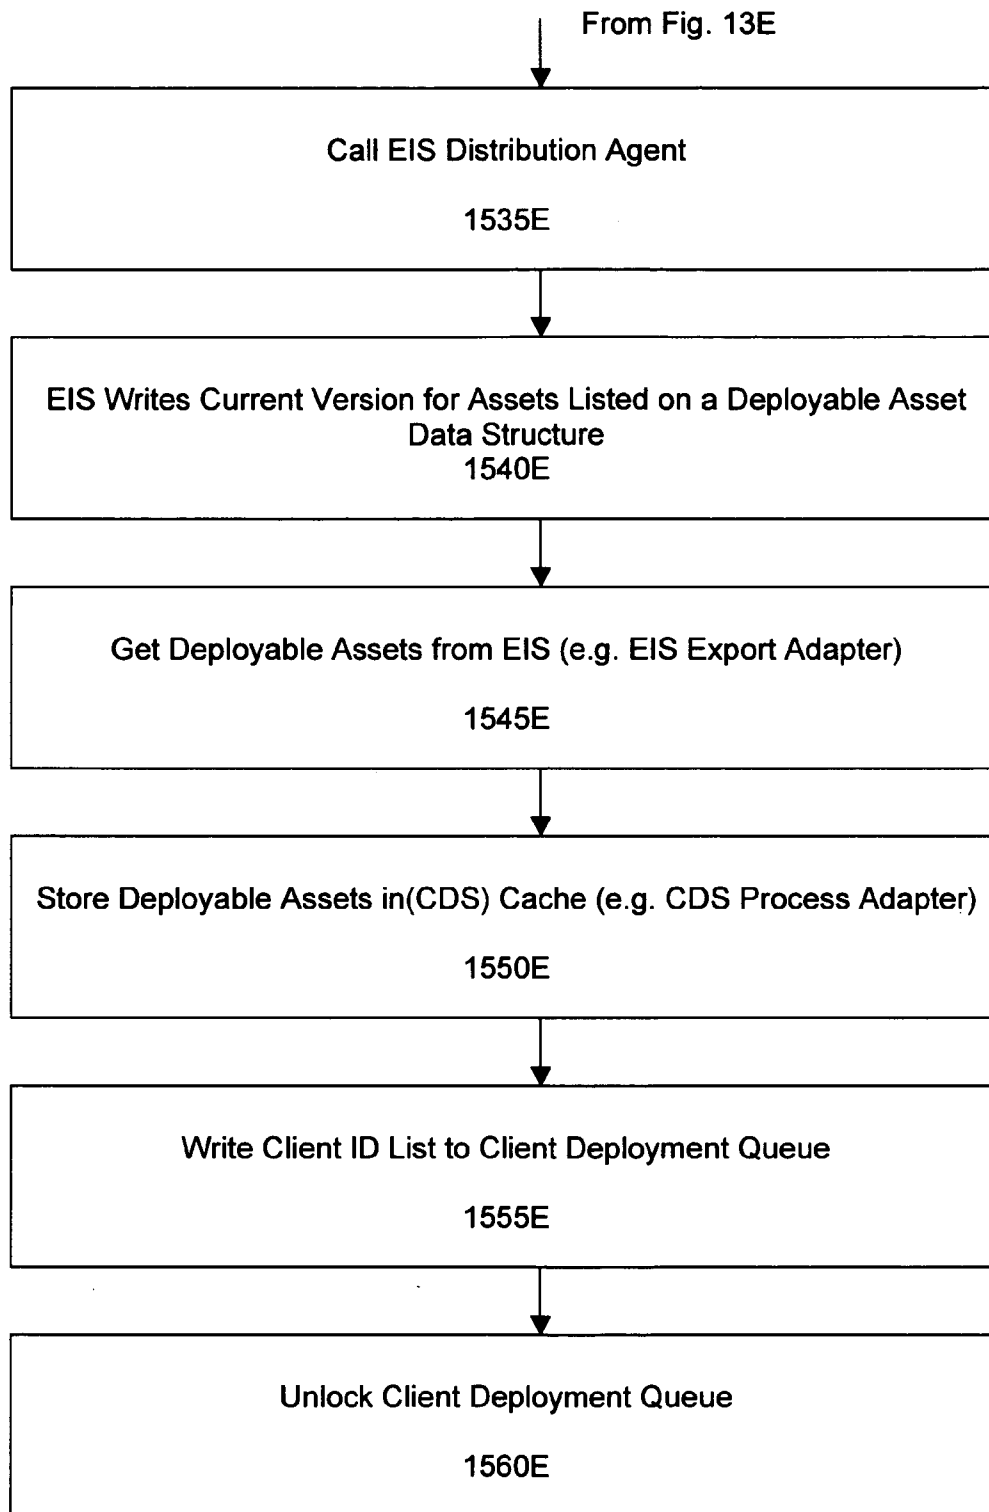 From Fig. 13E
Call EIS Distribution Agent
1535E
EIS Writes Current Version for Assets Listed on a Deployable Asset
Data Structure
1540E
Get Deployable Assets from EIS (e.g. EIS Export Adapter)
1545E
Store Deployable Assets in(CDS) Cache (e.g. CDS Process Adapter)
1550E
Write Client ID List to Client Deployment Queue
1555E
Unlock Client Deployment Queue
1560E